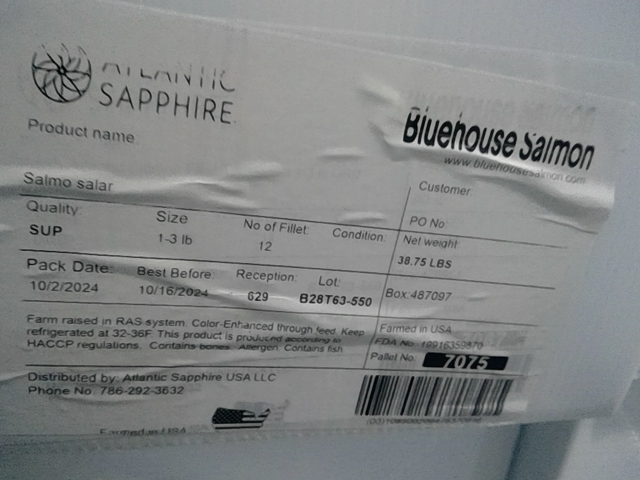 ATLANTIC
SAPPHIRE
Bluehouse Salmon
www.bluehousesalmon.com
Product name
Salmo salar
Customer:
PO No:
Quality:
SUP
Size
1-3 lb
No of Fillet:
12
Condition:
Net weight:
38.75 LBS
Pack Date:
10/2/2024
Best Before
10/16/2024
Reception:
629
Lot:
B28T63-550
Box:487097
Farm raised in RAS system. Color-Enhanced through feed. Keep
refrigerated at 32-36F. This product is produced according to
HACCP regulations. Contains bones. Allergen: Contains fish
Farmed in USA
FDA No.
Pallet No.
7075
Distributed by: Atlantic Sapphire USA LLC
Phone No. 786-292-3632
Farmed in USA